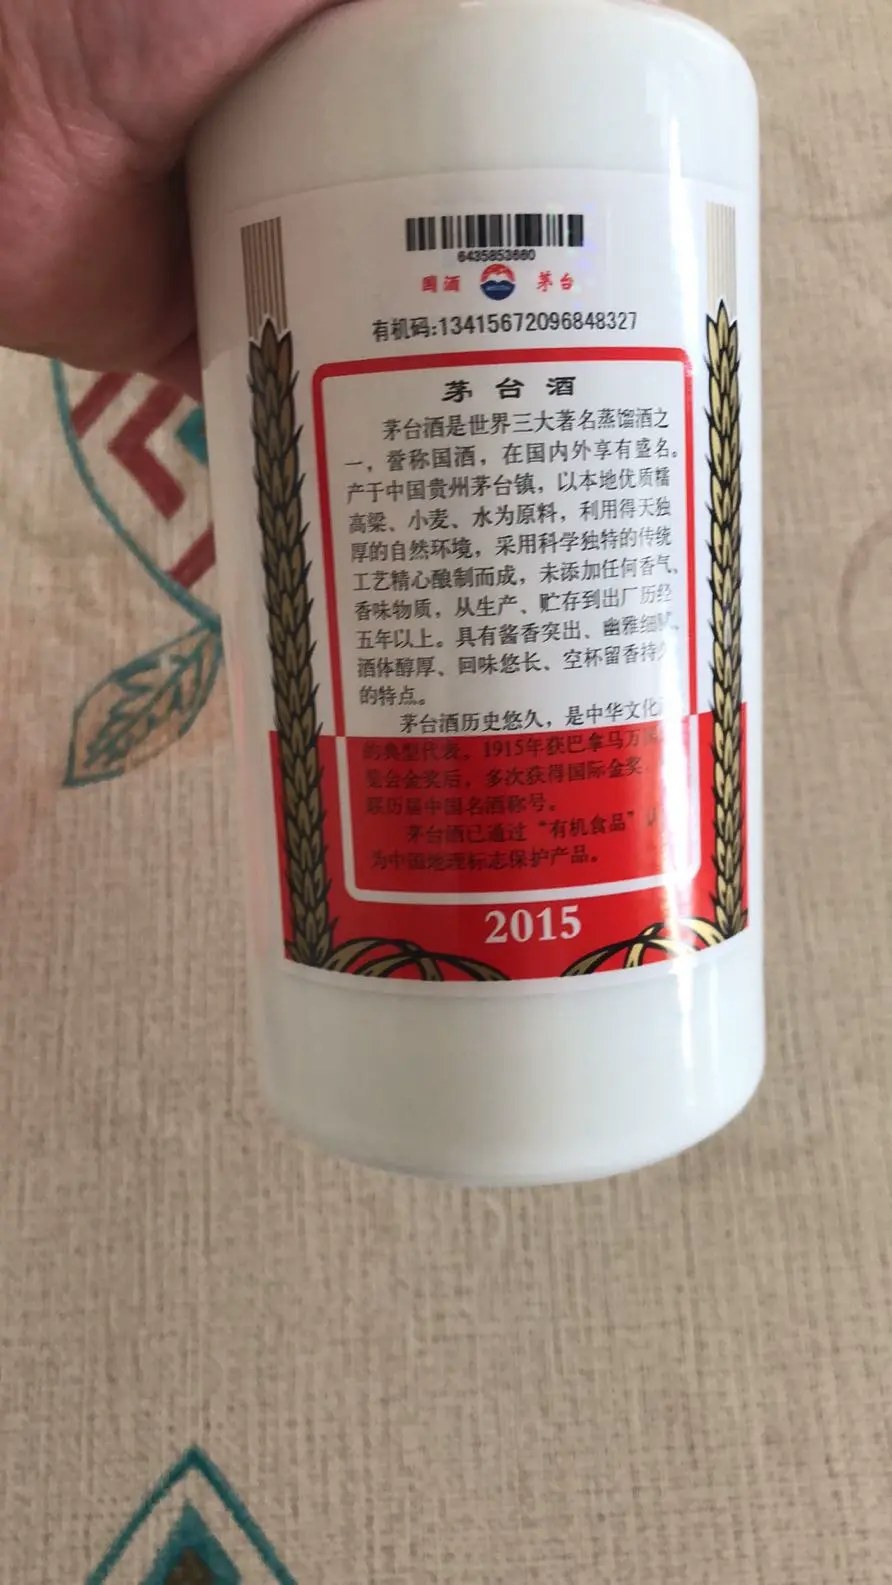 6435853660
国酒 茅台
有机码:13415672096848327
茅台酒
茅台酒是世界三大著名蒸馏酒之
一，誉称国酒，在国内外享有盛名。
产于中国贵州茅台镇，以本地优质糯
高粱、小麦、水为原料，利用得天独
厚的自然环境，采用科学独特的传统
工艺精心酿制而成，未添加任何香气、
香味物质，从生产、贮存到出厂历经
五年以上。具有酱香突出、幽雅细
酒体醇厚、回味悠长、空杯留香持久
的特点。
茅台酒历史悠久，是中华文化
的典型代表，1915年获巴拿马万
览会金奖后，多次获得国际金奖，
联历届中国名酒称号。
茅台酒已通过“有机食品”认
为中国地理标志保护产品。
2015